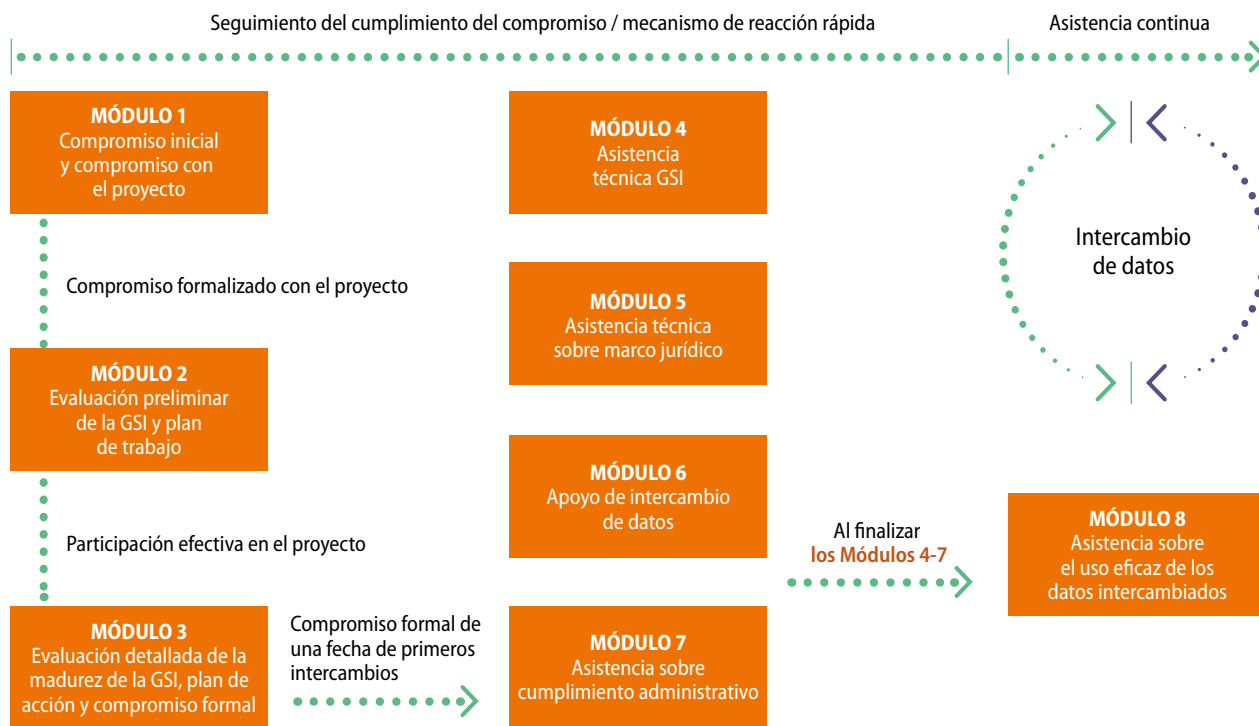 Seguimiento del cumplimiento del compromiso / mecanismo de reacción rápida
Asistencia continua
MÓDULO 1
Compromiso inicial
y compromiso con
el proyecto
Compromiso formalizado con el proyecto
MÓDULO 2
Evaluación preliminar
de la GSI y plan
de trabajo
Participación efectiva en el proyecto
MÓDULO 3
Evaluación detallada de la
madurez de la GSI, plan de
acción y compromiso formal
Compromiso formal de
una fecha de primeros
intercambios
MÓDULO 4
Asistencia
técnica GSI
MÓDULO 5
Asistencia técnica
sobre marco jurídico
MÓDULO 6
Apoyo de intercambio
de datos
MÓDULO 7
Asistencia sobre
cumplimiento administrativo
Al finalizar
los Módulos 4-7
Intercambio
de datos
MÓDULO 8
Asistencia sobre
el uso eficaz de los
datos intercambiados